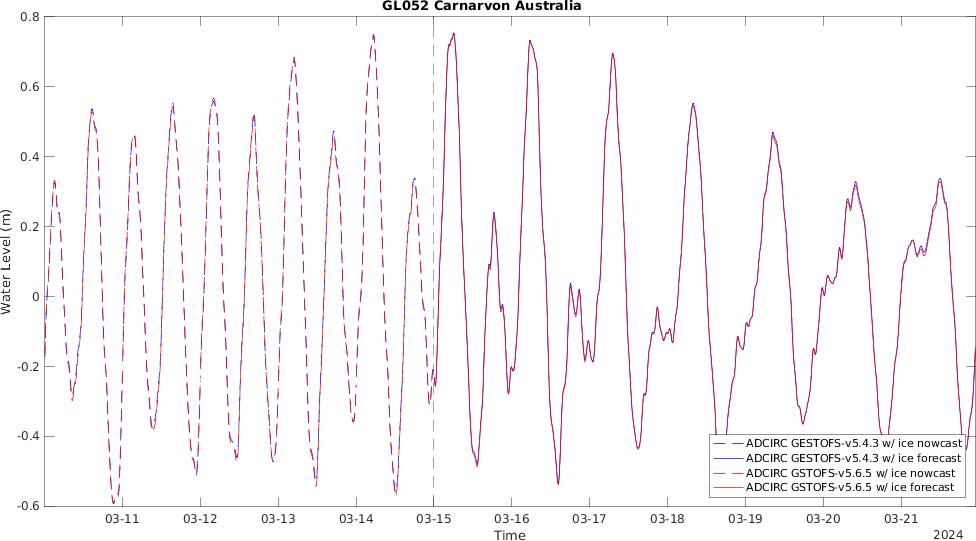 GL052 Carnarvon Australia
Water Level (m)
0.8
0.6
0.4
0.2
0
-0.2
-0.4
-0.6
ADCIRC GESTOFS-v5.4.3 w/ ice nowcast
ADCIRC GESTOFS-v5.4.3 w/ ice forecast
ADCIRC GSTOFS-v5.6.5 w/ ice nowcast
ADCIRC GSTOFS-v5.6.5 w/ ice forecast
03-11 03-12 03-13 03-14 03-15 03-16 03-17 03-18 03-19 03-20 03-21
Time
2024